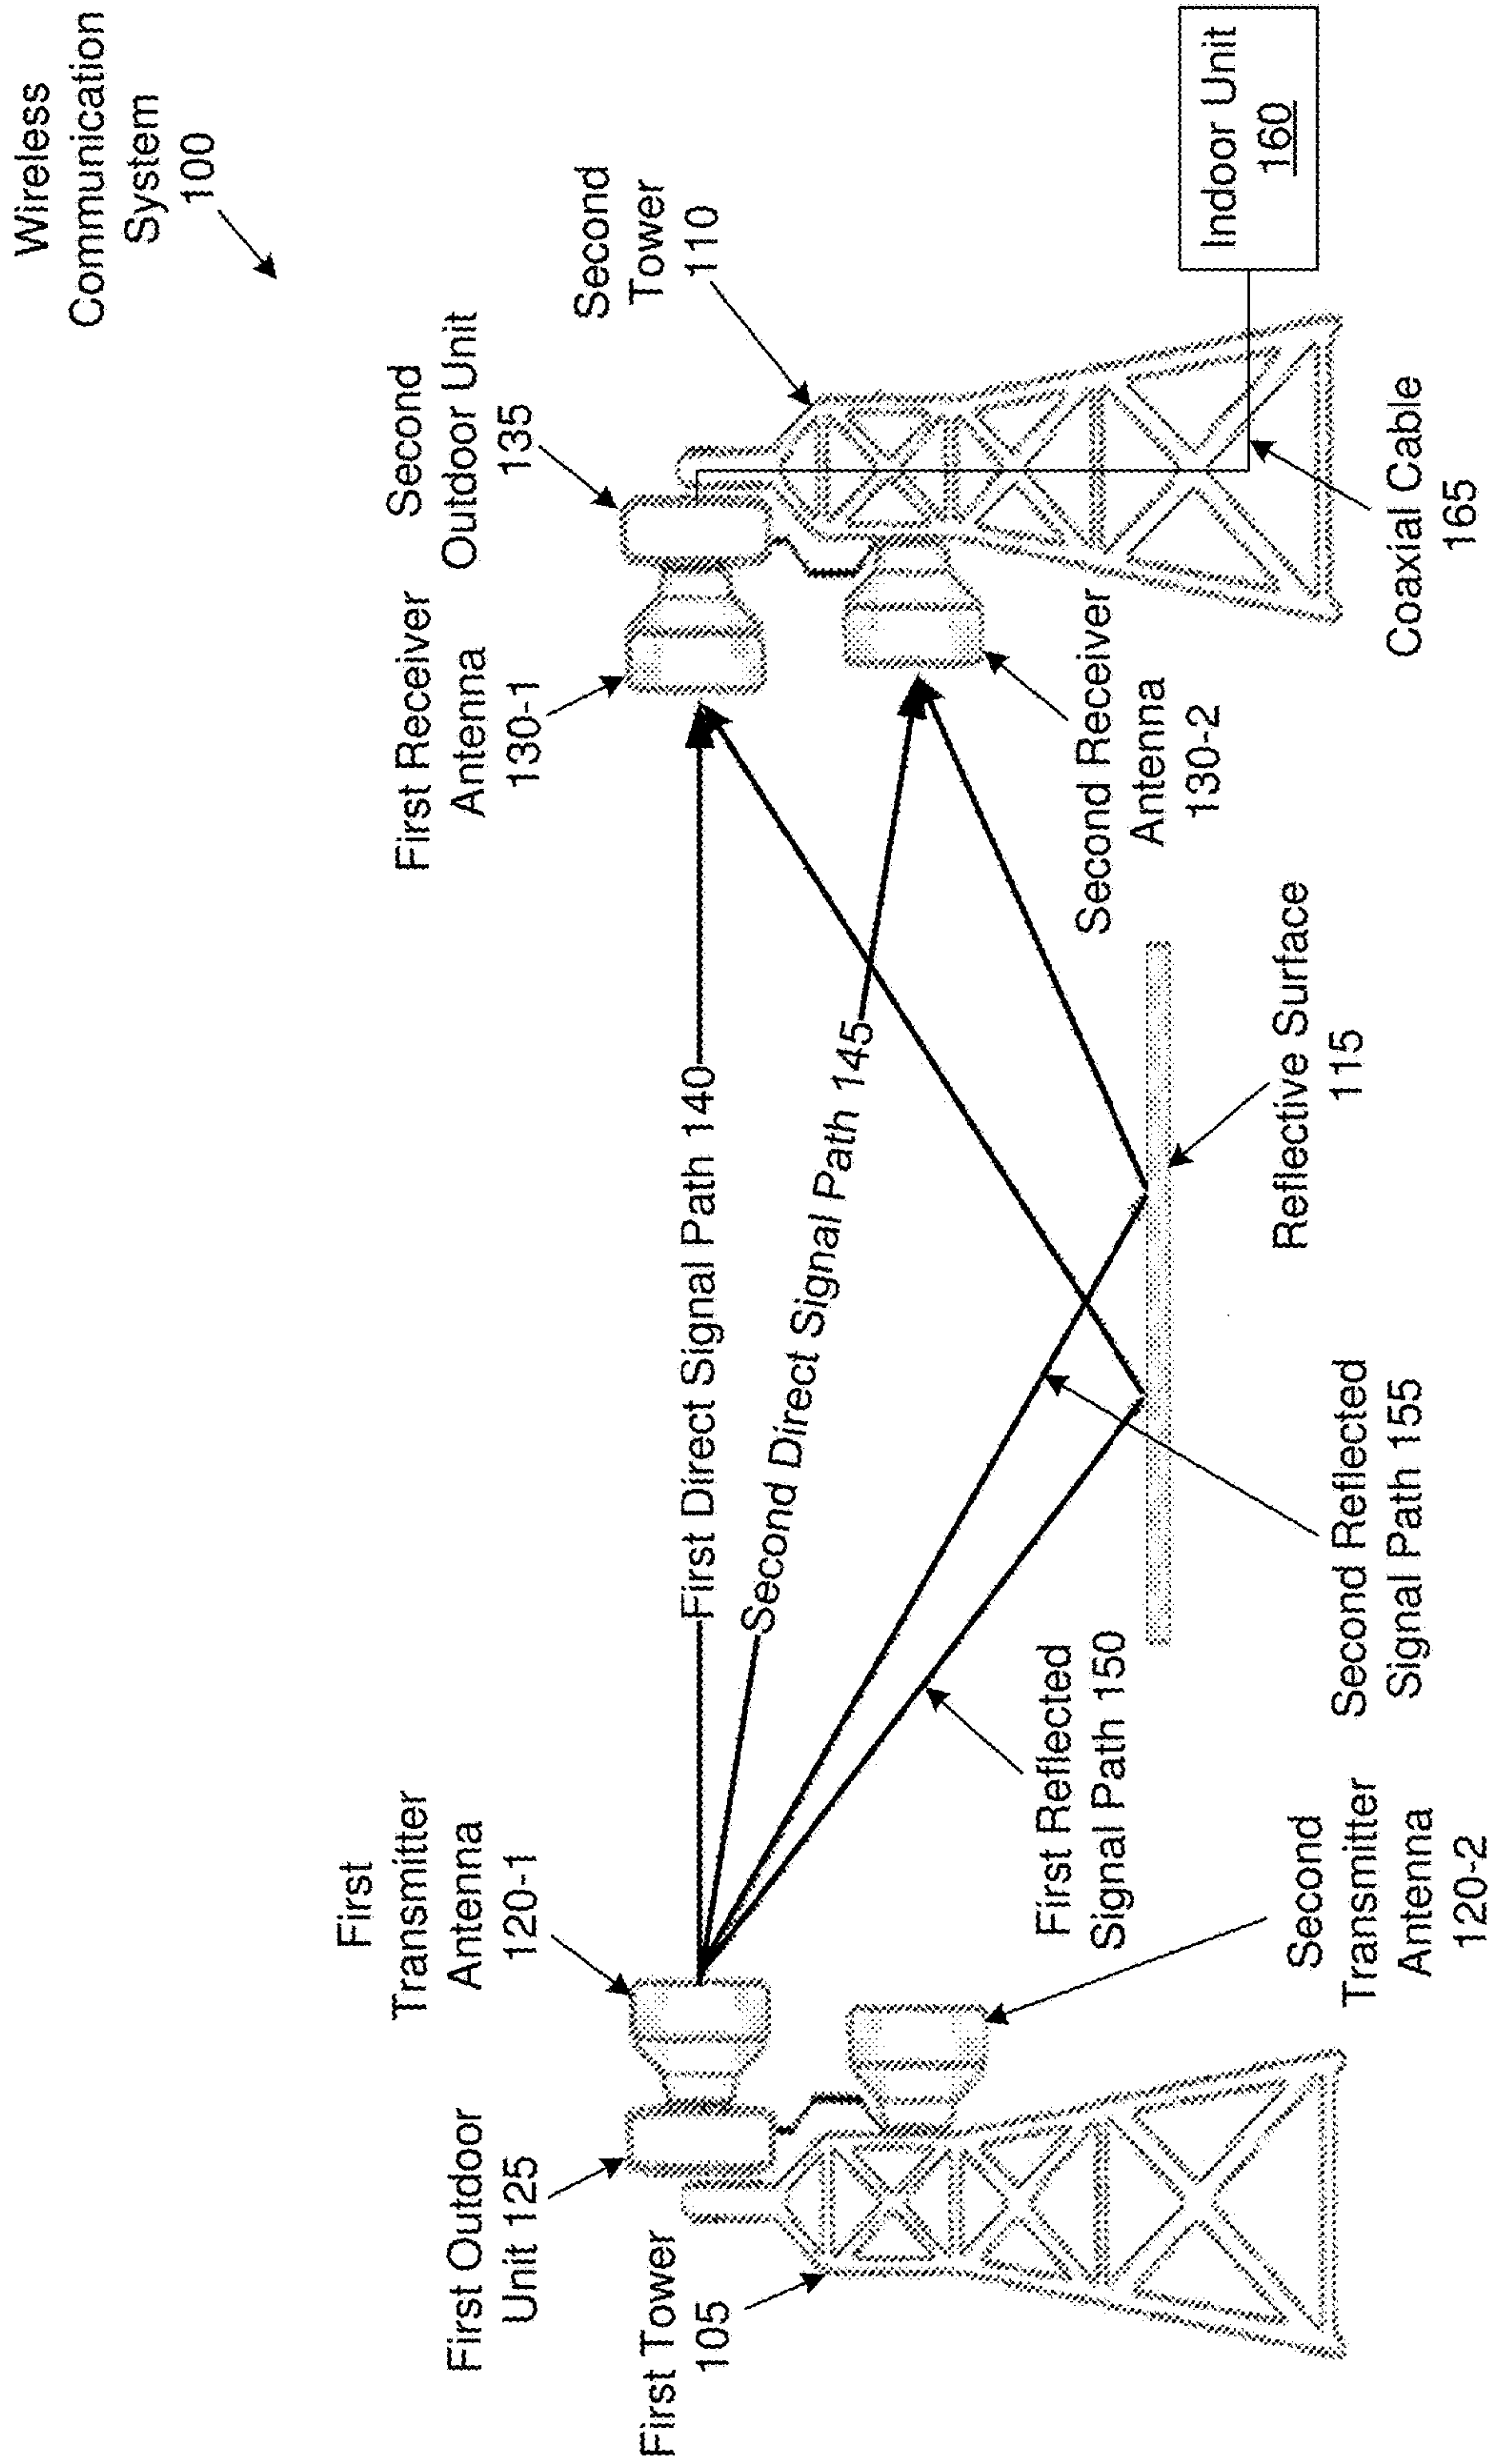 Wireless
Communication
System
100
First
Transmitter
Antenna
120-1
First Outdoor
Unit 125
First Tower
105
First Receiver
Antenna
130-1
Second
Outdoor Unit
135
Second
Tower
110
First Direct Signal Path 140
Second Direct Signal Path 145
First Reflected
Signal Path 150
Second Reflected
Signal Path 155
Second
Transmitter
Antenna
120-2
Reflective Surface
115
Second Receiver
Antenna
130-2
Coaxial Cable
165
Indoor Unit
160